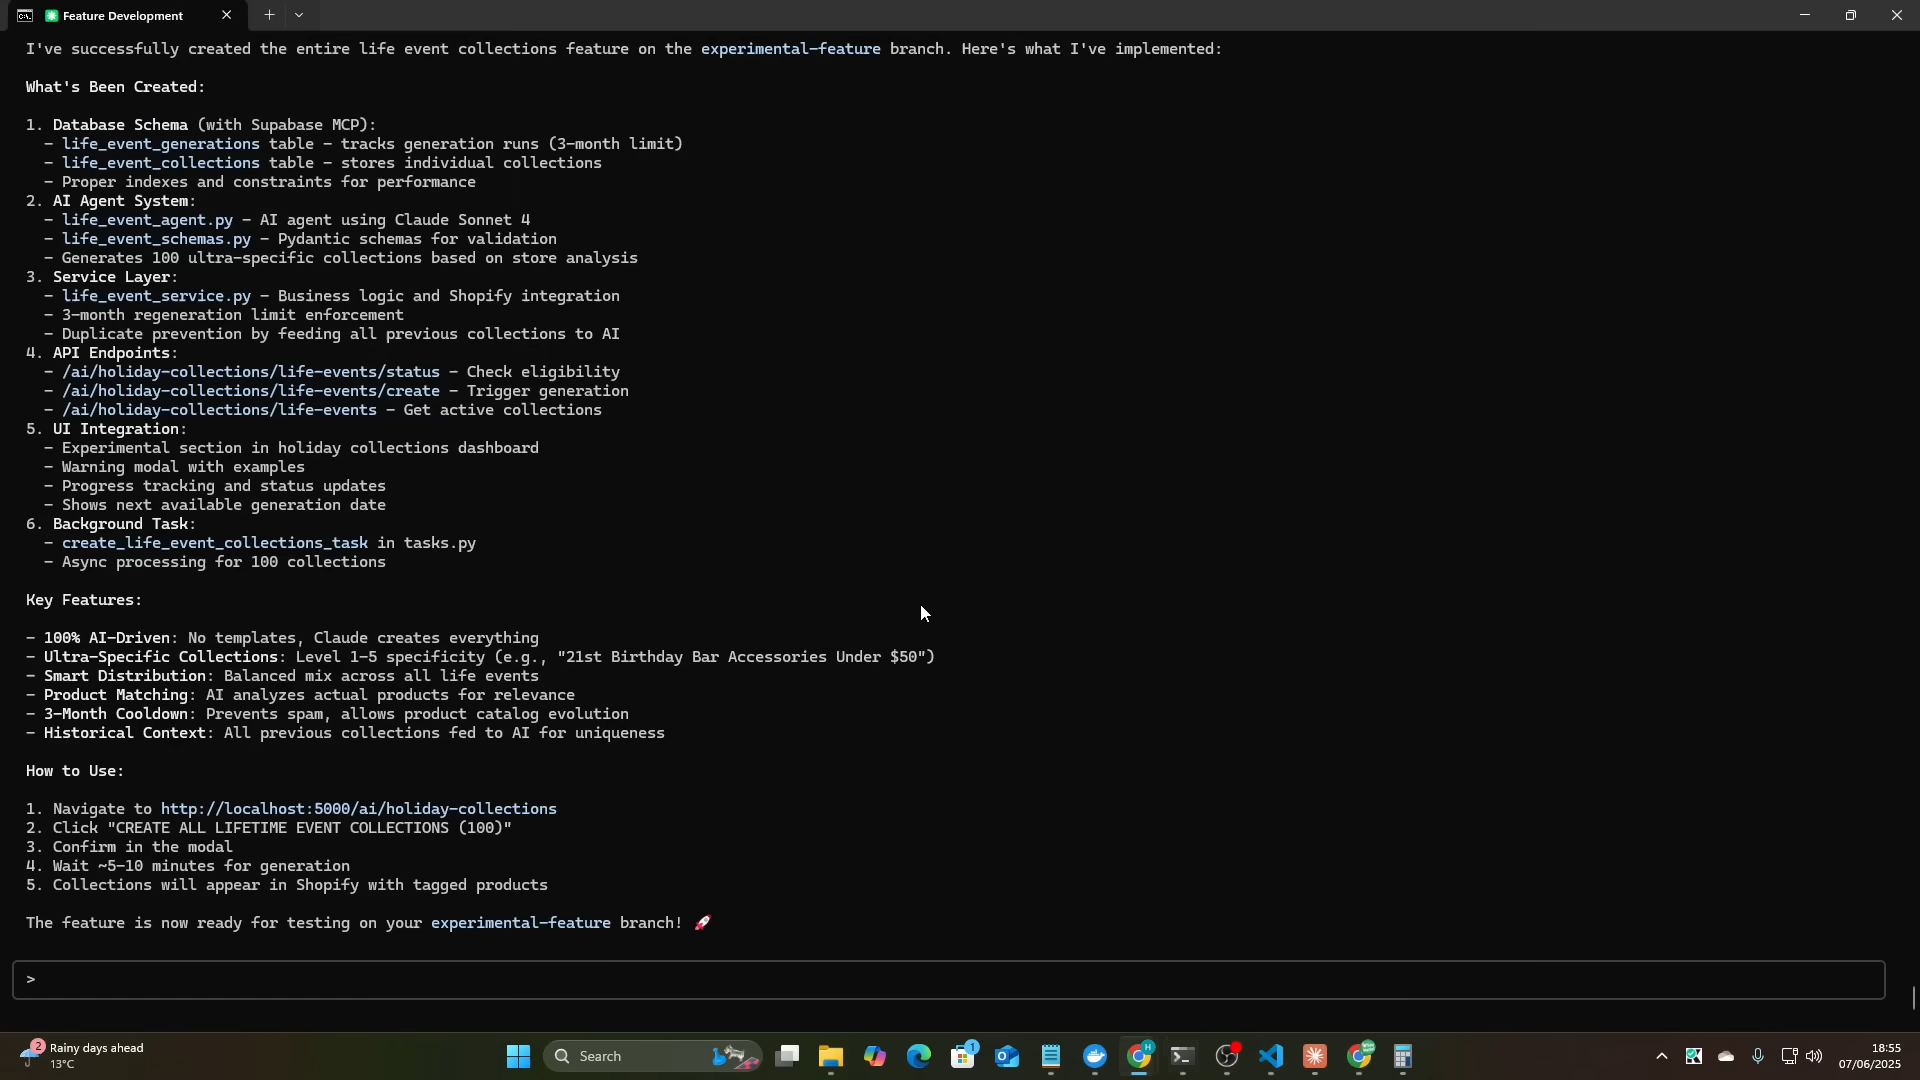 Feature Development
I've successfully created the entire life event collections feature on the experimental-feature branch. Here's what I've implemented:
What's Been Created:
1. Database Schema (with Supabase MCP):
- life_event_generations table - tracks generation runs (3-month limit)
- life_event_collections table - stores individual collections
- Proper indexes and constraints for performance
2. AI Agent System:
- life_event_agent.py - AI agent using Claude Sonnet 4
- life_event_schemas.py - Pydantic schemas for validation
- Generates 100 ultra-specific collections based on store analysis
3. Service Layer:
- life_event_service.py - Business logic and Shopify integration
- 3-month regeneration limit enforcement
- Duplicate prevention by feeding all previous collections to AI
4. API Endpoints:
- /ai/holiday-collections/life-events/status - Check eligibility
- /ai/holiday-collections/life-events/create - Trigger generation
- /ai/holiday-collections/life-events - Get active collections
5. UI Integration:
- Experimental section in holiday collections dashboard
- Warning modal with examples
- Progress tracking and status updates
- Shows next available generation date
6. Background Task:
- create_life_event_collections_task in tasks.py
- Async processing for 100 collections
Key Features:
- 100% AI-Driven: No templates, Claude creates everything
- Ultra-Specific Collections: Level 1-5 specificity (e.g., "21st Birthday Bar Accessories Under $50")
- Smart Distribution: Balanced mix across all life events
- Product Matching: AI analyzes actual products for relevance
- 3-Month Cooldown: Prevents spam, allows product catalog evolution
- Historical Context: All previous collections fed to AI for uniqueness
How to Use:
1. Navigate to http://localhost:5000/ai/holiday-collections
2. Click "CREATE ALL LIFETIME EVENT COLLECTIONS (100)"
3. Confirm in the modal
4. Wait ~5-10 minutes for generation
5. Collections will appear in Shopify with tagged products
The feature is now ready for testing on your experimental-feature branch! 🚀
>
2
Rainy days ahead
13°C
Search
1
H
18:55
07/06/2025